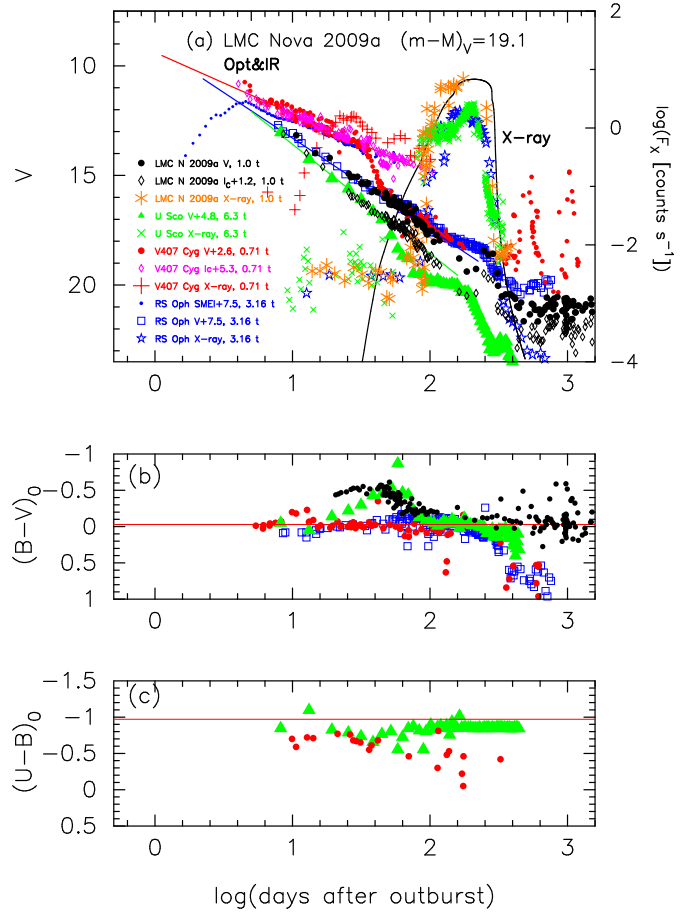 (a) LMC Nova 2009a (m−M)V=19.1
Opt&IR
X−ray
LMC N 2009a V, 1.0 t
LMC N 2009a IC+1.2, 1.0 t
LMC N 2009a X−ray, 1.0 t
U Sco V+4.8, 6.3 t
U Sco X−ray, 6.3 t
V407 Cyg V+2.6, 0.71 t
V407 Cyg Ic+5.3, 0.71 t
V407 Cyg X−ray, 0.71 t
RS Oph SMEI+7.5, 3.16 t
RS Oph V+7.5, 3.16 t
RS Oph X−ray, 3.16 t
V
10
15
20
2
0
−2
−4
log(FX [counts s−1])
0 1 2 3
(b)
(B−V)0
−1
−0.5
0
0.5
1
0 1 2 3
(c)
(U−B)0
−1.5
−1
−0.5
0
0.5
0 1 2 3
log(days after outburst)